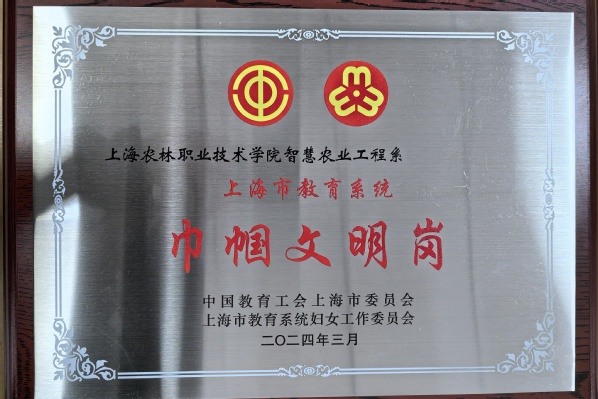 上海农林职业技术学院智慧农业工程系
上海市教育系统
巾帼文明岗
中国教育工会上海市委员会
上海市教育系统妇女工作委员会
二〇二四年三月